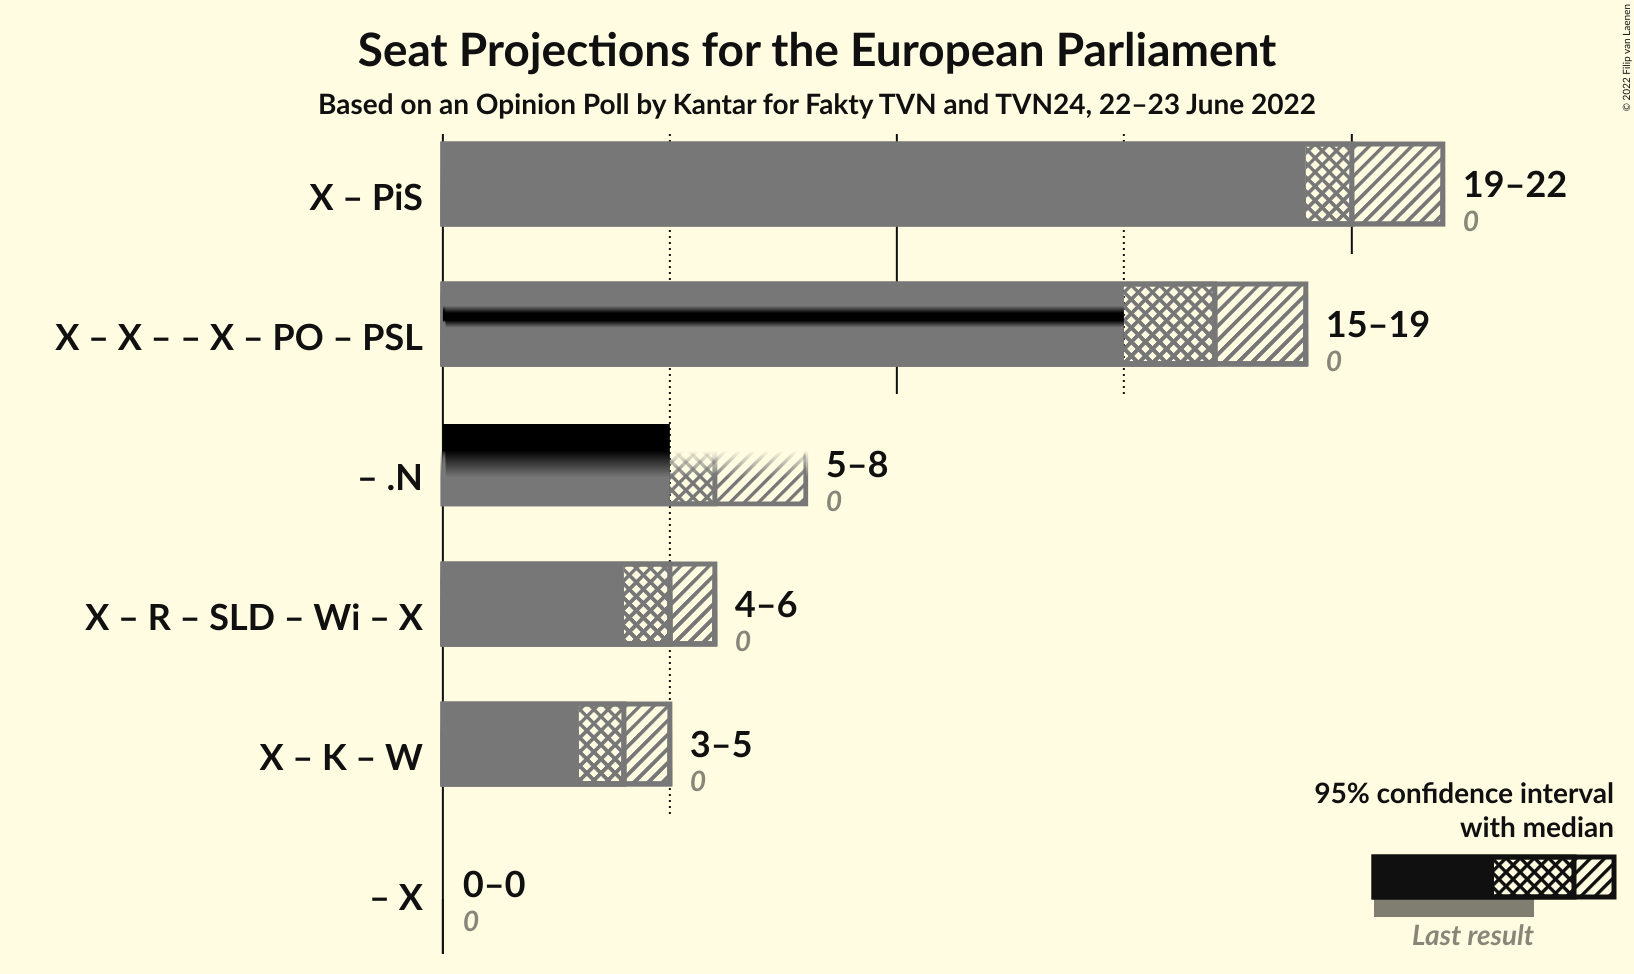 Seat Projections for the European Parliament
Based on an Opinion Poll by Kantar for Fakty TVN and TVN24, 22–23 June 2022
© 2022 Filip van Laenen
X – PiS
19–22
0
X – X – – X – PO – PSL
15–19
0
– .N
5–8
0
X – R – SLD – Wi – X
4–6
0
X – K – W
3–5
0
– X
0–0
0
95% confidence interval
with median
Last result